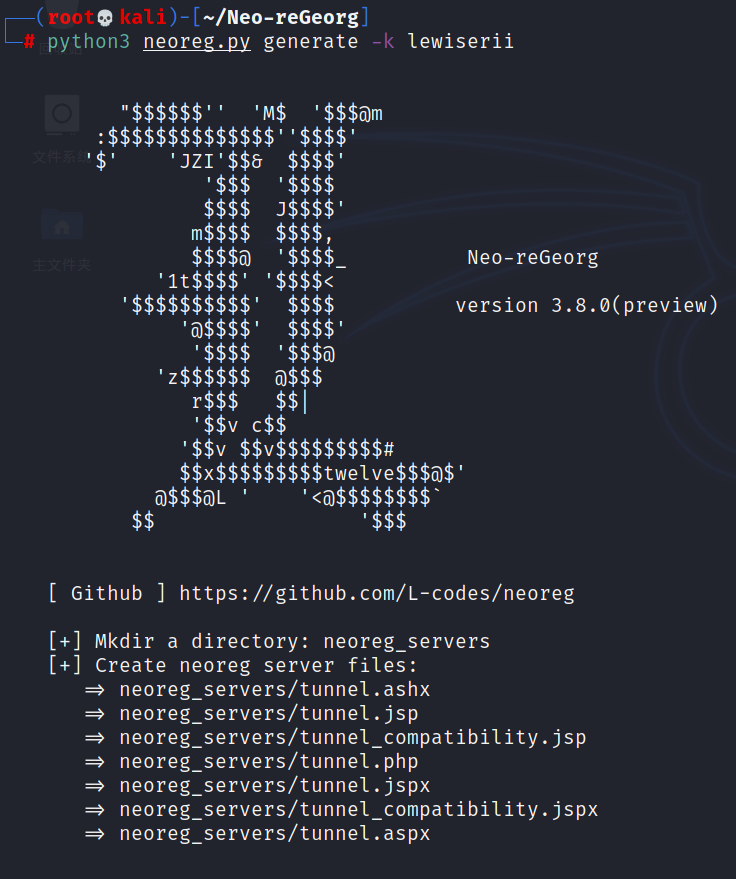 ┌──(root💀kali)-[~/Neo-reGeorg]
└─# python3 neoreg.py generate -k lewiserii
"$$$$$$''  'M$  '$$$@m
:$$$$$$$$$$$$$$''$$$$'
'$'    'JZI'$$&  $$$$'
'$$$  '$$$$
$$$$  J$$$$'
m$$$$  $$$$,
$$$$@  '$$$$_          Neo-reGeorg
'1t$$$$' '$$$$<
'$$$$$$$$$$'  $$$$          version 3.8.0(preview)
'@$$$$'  $$$$'
'$$$$  '$$$@
'z$$$$$$  @$$$
r$$$   $$|
'$$v c$$
'$$v $$v$$$$$$$$$#
$$x$$$$$$$$$twelve$$$@$'
@$$$@L '    '<@$$$$$$$$`
$$                 '$$$
[ Github ] https://github.com/L-codes/neoreg
[+] Mkdir a directory: neoreg_servers
[+] Create neoreg server files:
=> neoreg_servers/tunnel.ashx
=> neoreg_servers/tunnel.jsp
=> neoreg_servers/tunnel_compatibility.jsp
=> neoreg_servers/tunnel.php
=> neoreg_servers/tunnel.jspx
=> neoreg_servers/tunnel_compatibility.jspx
=> neoreg_servers/tunnel.aspx
文件系统
主文件夹